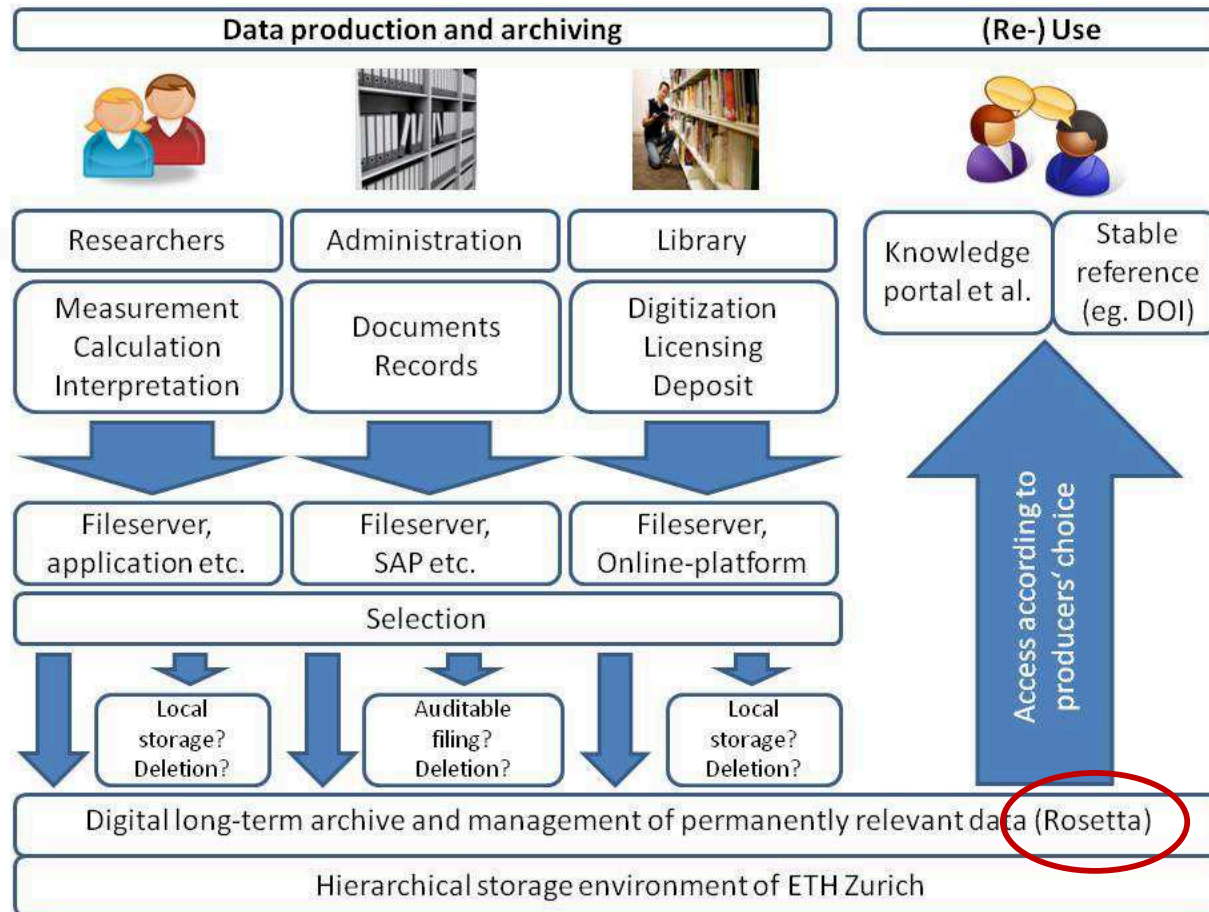 Data production and archiving
(Re-) Use
Researchers
Administration
Library
Knowledge
portal et al.
Stable
reference
(eg. DOI)
Measurement
Calculation
Interpretation
Documents
Records
Digitization
Licensing
Deposit
Fileserver,
application etc.
Fileserver,
SAP etc.
Fileserver,
Online-platform
Selection
Local
storage?
Deletion?
Auditable
filing?
Deletion?
Local
storage?
Deletion?
Access according to
producers‘ choice
Digital long-term archive and management of permanently relevant data (Rosetta)
Hierarchical storage environment of ETH Zurich